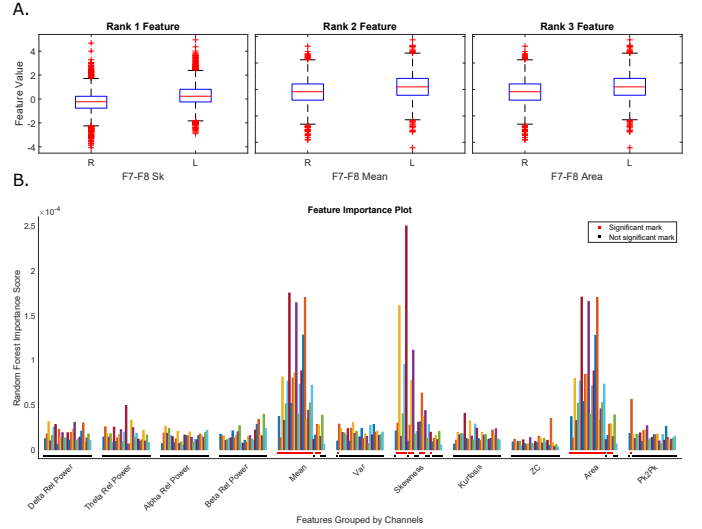 A.
Rank 1 Feature
Rank 2 Feature
Rank 3 Feature
Feature Value
4
2
0
-2
-4
R
L
R
L
R
L
F7-F8 Sk
F7-F8 Mean
F7-F8 Area
B.
×10⁻⁴
Feature Importance Plot
Significant mark
Not significant mark
Random Forest Importance Score
2.5
2
1.5
1
0.5
0
Delta Rel Power
Theta Rel Power
Alpha Rel Power
Beta Rel Power
Mean
Var
Skewness
Kurtosis
ZC
Area
Pk2Pk
Features Grouped by Channels